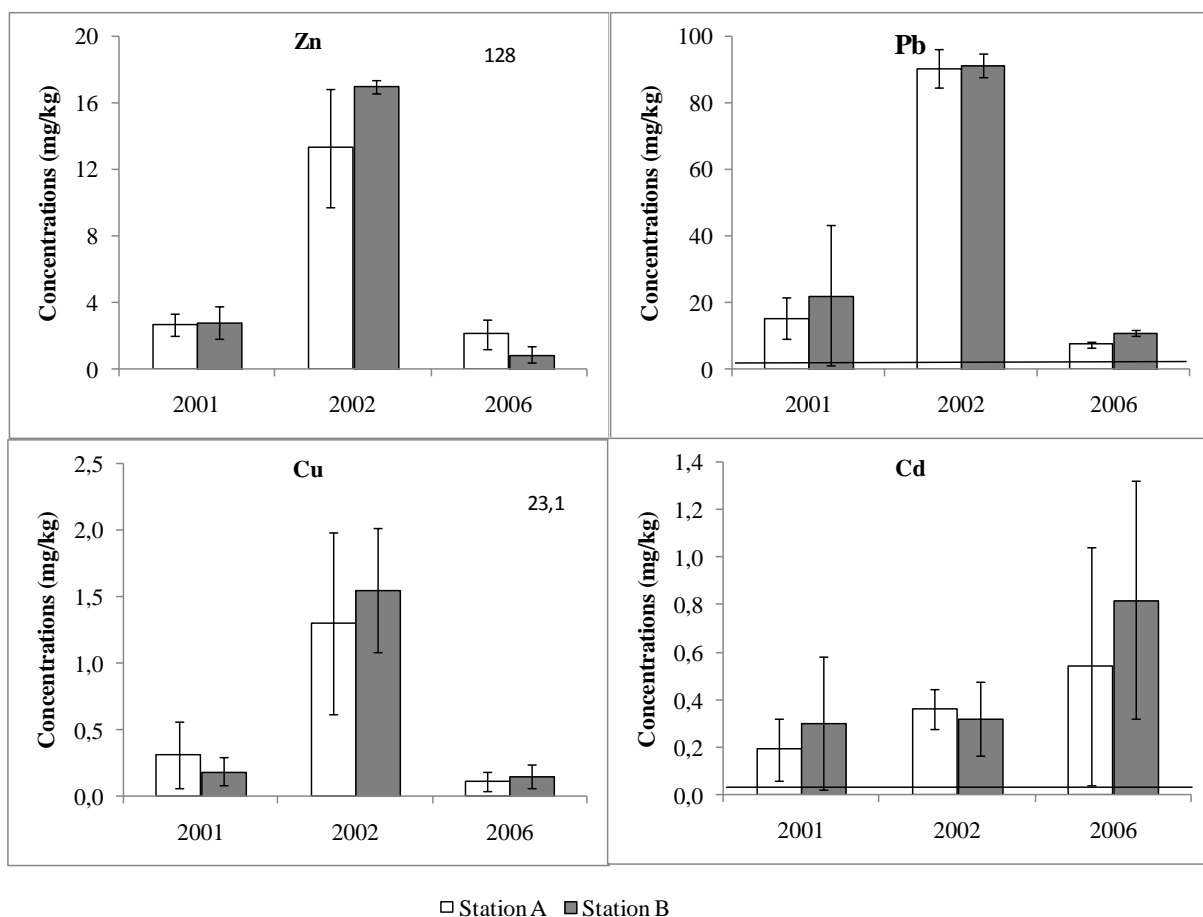 Zn
128
Concentrations (mg/kg)
20
16
12
8
4
0
2001 2002 2006
Pb
Concentrations (mg/kg)
100
80
60
40
20
0
2001 2002 2006
Cu
23,1
Concentrations (mg/kg)
2,5
2,0
1,5
1,0
0,5
0,0
2001 2002 2006
Cd
Concentrations (mg/kg)
1,4
1,2
1,0
0,8
0,6
0,4
0,2
0,0
2001 2002 2006
Station A Station B